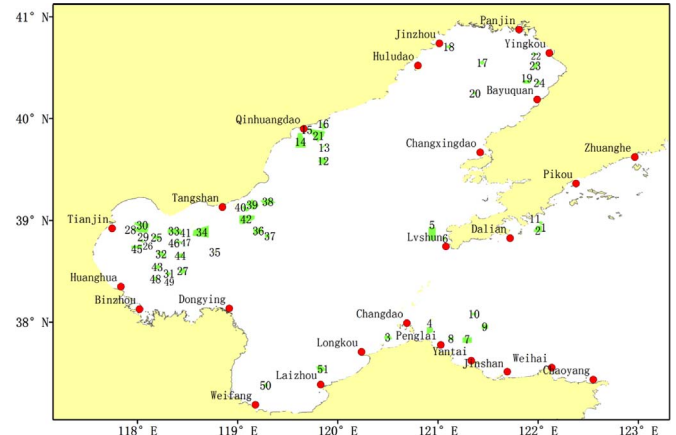 41° N
Panjin
Jinzhou
18
Yingkou
Huludao
17
22
23
19
24
20
Bayuquan
40° N
Qinhuangdao
16
15
21
14
13
12
Changxingdao
Zhuanghe
Pikou
Tangshan
38
39
40
42
36
37
39° N
Tianjin
30
28
29
25
33
41
34
45
26
46
47
32
44
35
43
27
31
48
49
5
Lvshun
6
11
1
2
Dalian
Huanghua
Binzhou
Dongying
38° N
Changdao
10
4
9
Penglai
3
8
7
Longkou
Yantai
Jinshan
Weihai
Chaoyang
51
Laizhou
50
Weifang
118° E
119° E
120° E
121° E
122° E
123° E